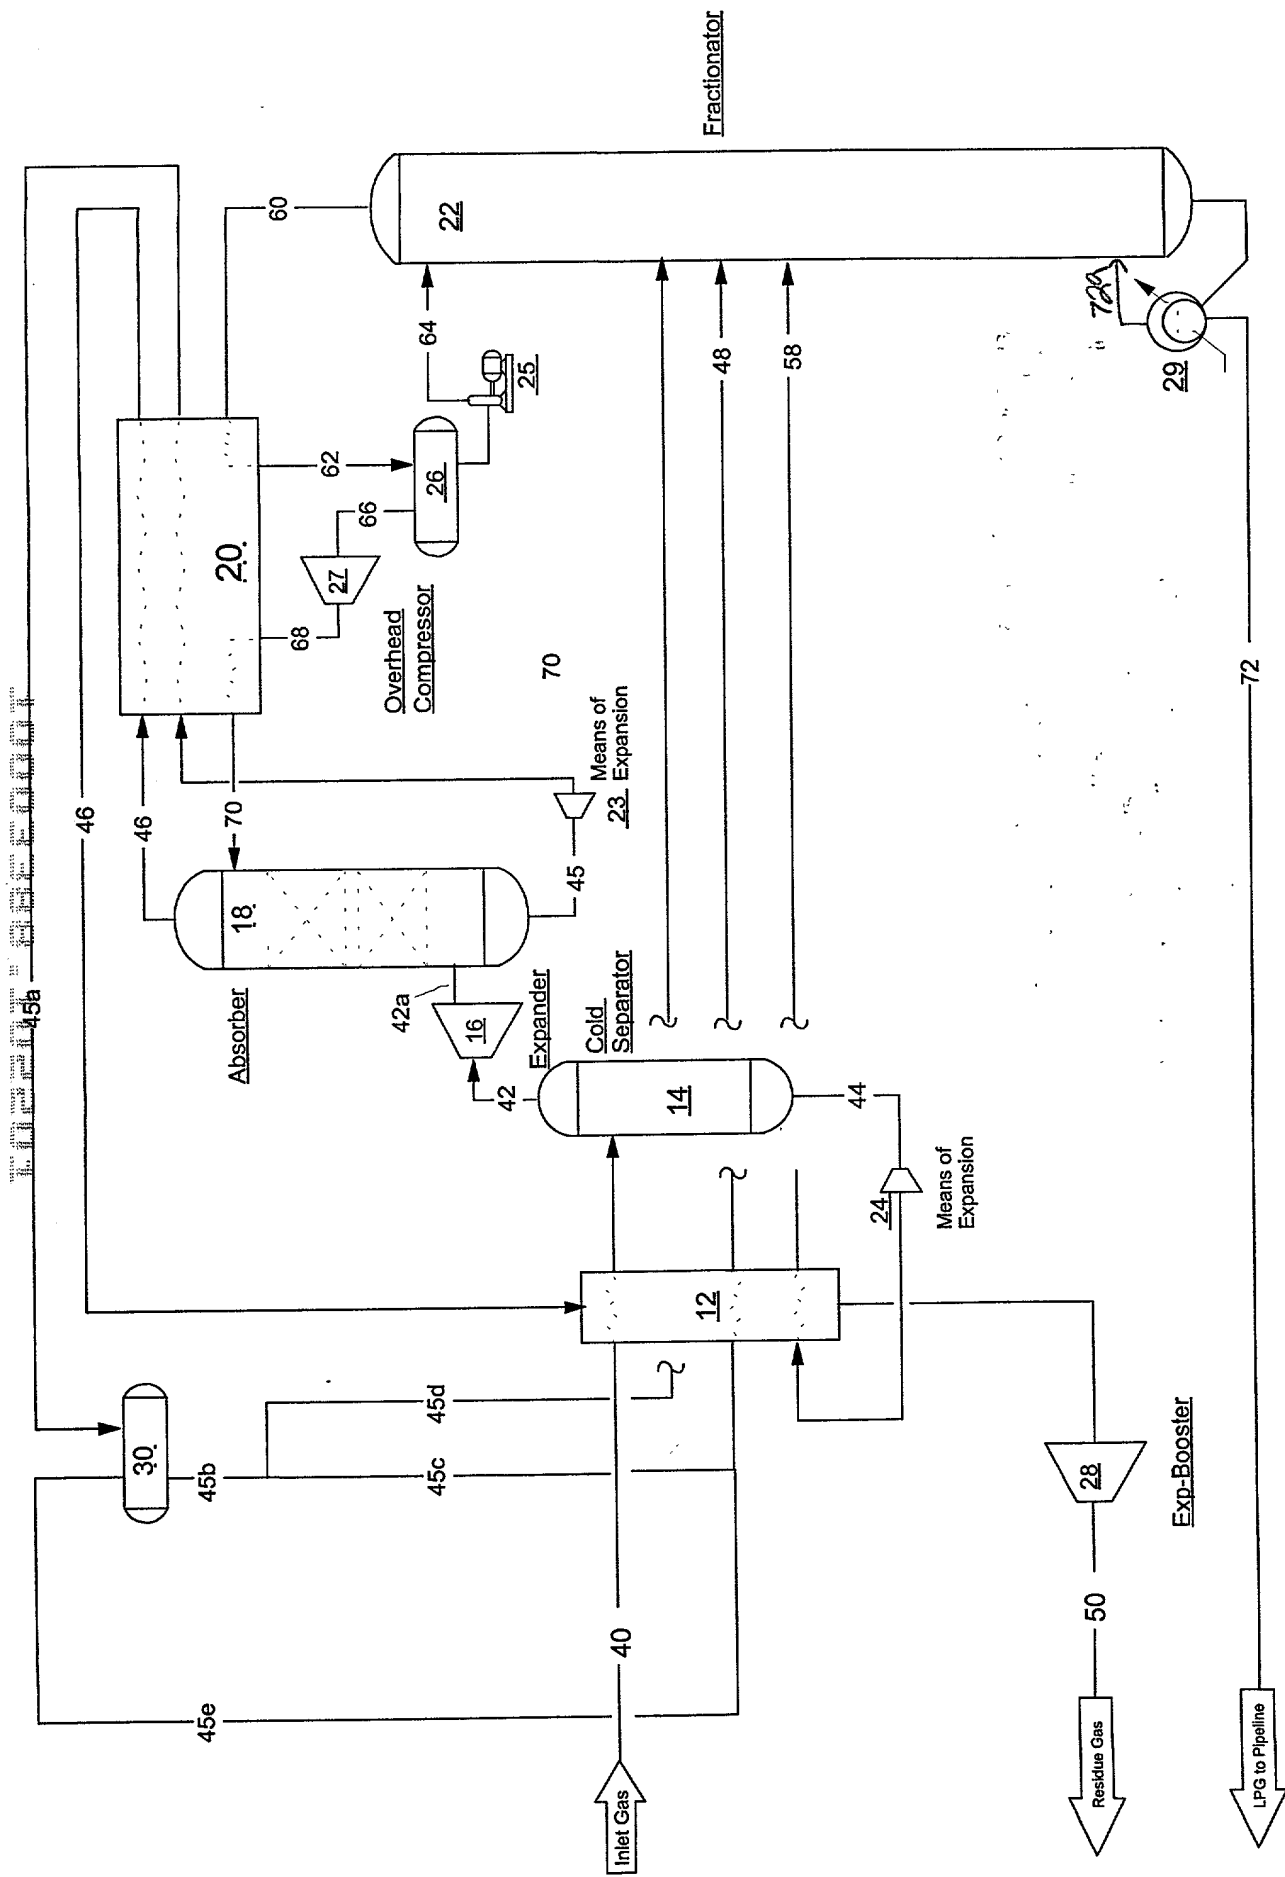 45a
46
60
46
20
62
66
27
68
26
64
25
22
Fractionator
70
18
Absorber
42a
16
Expander
45
23
Means of
Expansion
Overhead
Compressor
70
42
Cold
Separator
14
44
24
Means of
Expansion
48
58
72a
29
72
30
45b
45d
45c
45e
12
40
Inlet Gas
28
Exp-Booster
50
Residue Gas
LPG to Pipeline